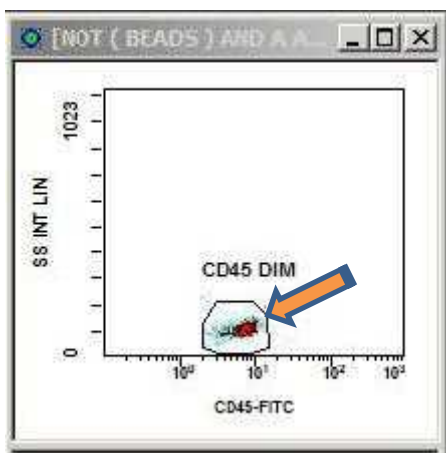 [NOT ( BEADS ) AND A A...
1023
SS INT LIN
CD45 DIM
0
10⁰ 10¹ 10² 10³
CD45-FITC